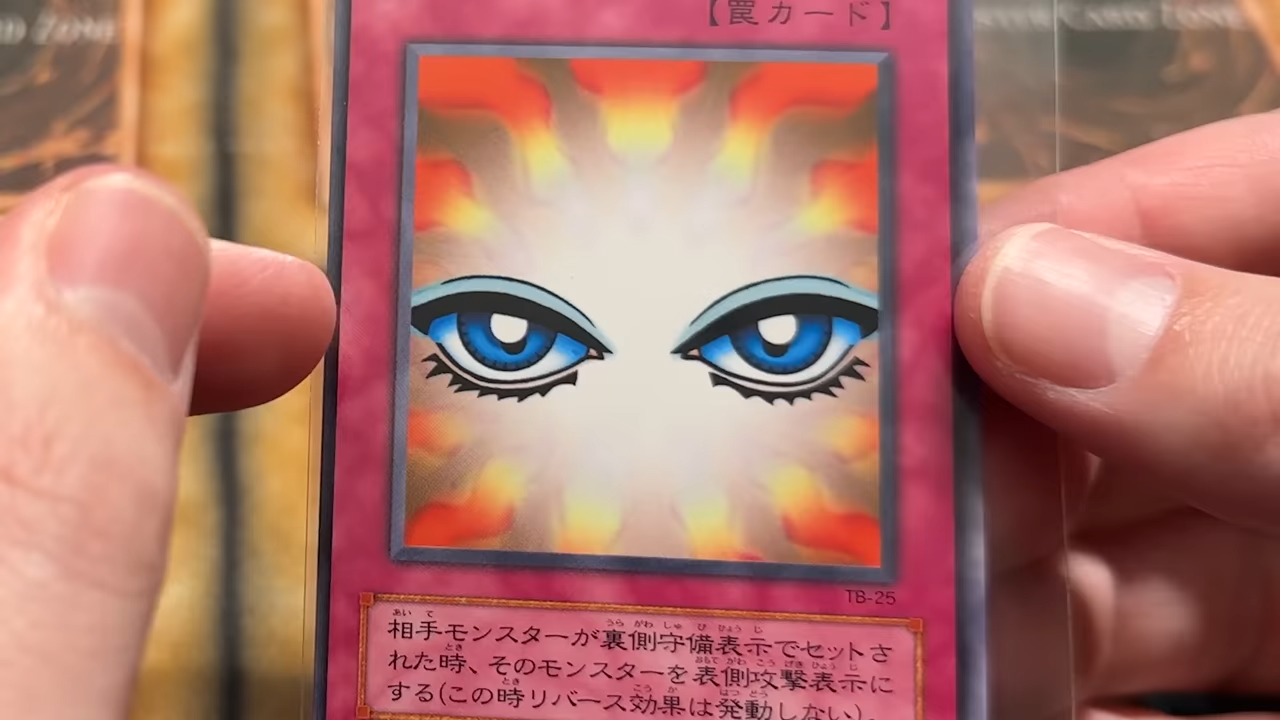 【罠カード】
TB-25
相手モンスターが裏側守備表示でセットさ
れた時、そのモンスターを表側攻撃表示に
する(この時リバース効果は発動しない)。